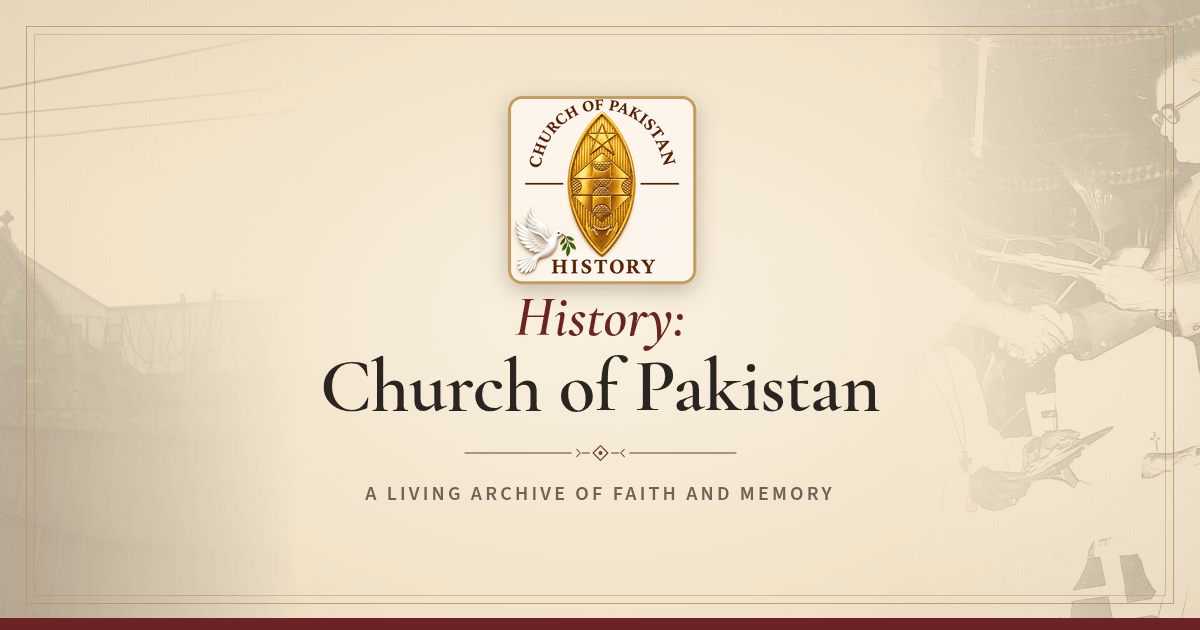 CHURCH OF PAKISTAN
HISTORY
History:
Church of Pakistan
A LIVING ARCHIVE OF FAITH AND MEMORY